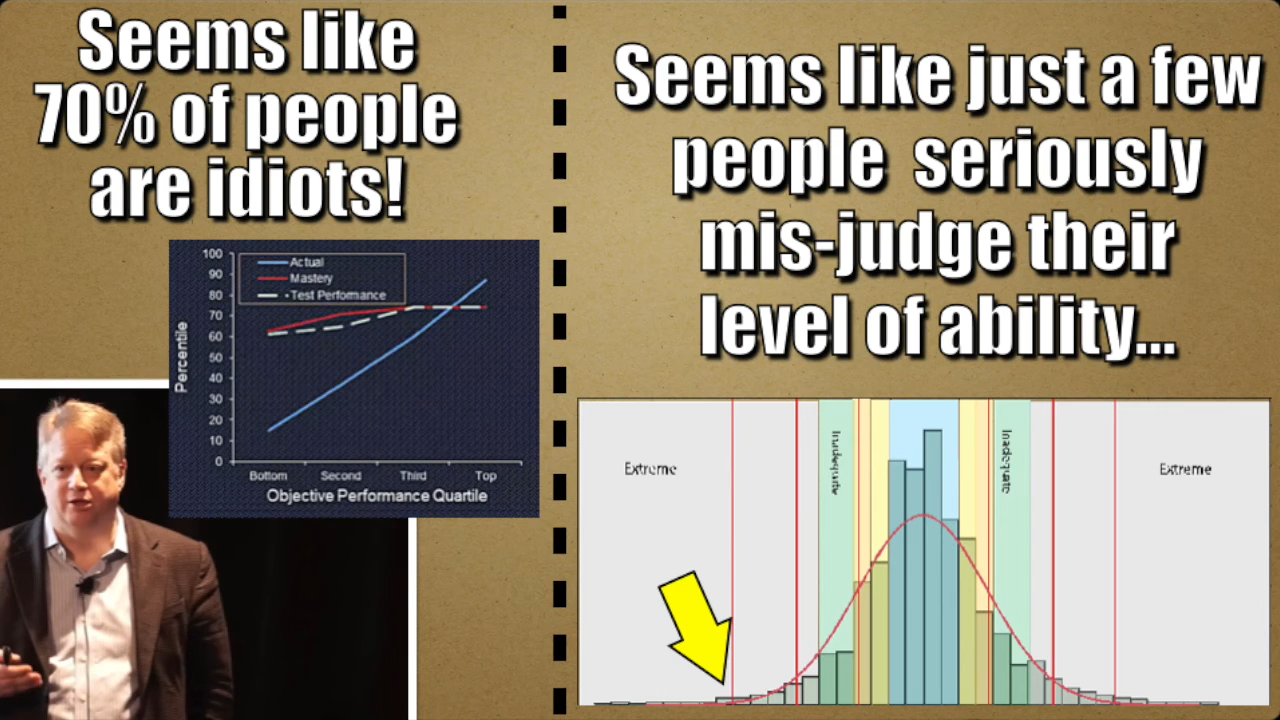 Seems like
70% of people
are idiots!
100
90
80
70
60
50
40
30
20
10
0
Percentile
Actual
Mastery
Test Performance
Bottom Second Third Top
Objective Performance Quartile
Seems like just a few
people seriously
mis-judge their
level of ability...
Extreme
Inadequate
Inadequate
Extreme